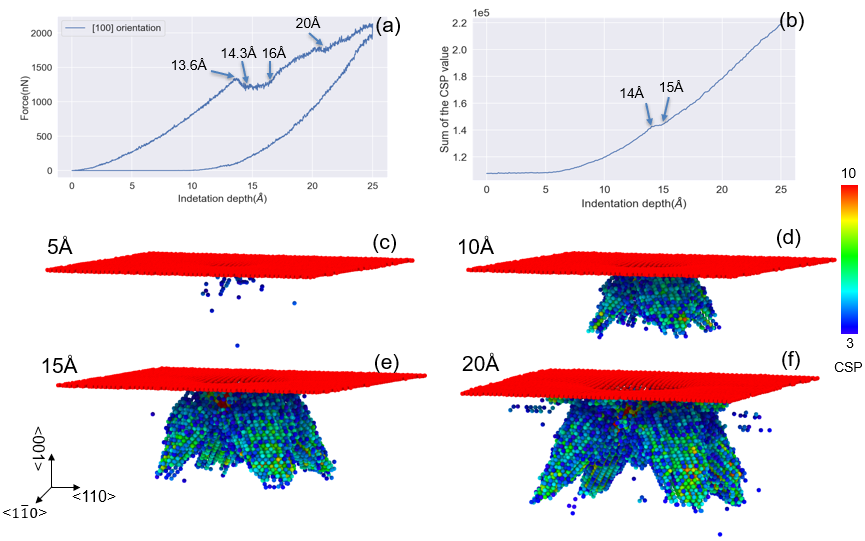 (a)
[100] orientation
20Å
13.6Å
14.3Å
16Å
2000
1500
1000
500
0
Force(nN)
0 5 10 15 20 25
Indetation depth(Å)
1e5
(b)
2.2
2.0
1.8
1.6
1.4
1.2
Sum of the CSP value
14Å
15Å
0 5 10 15 20 25
Indentation depth(Å)
5Å
(c)
10Å
(d)
10
3
CSP
15Å
(e)
20Å
(f)
<100>
<110>
<11̄0>